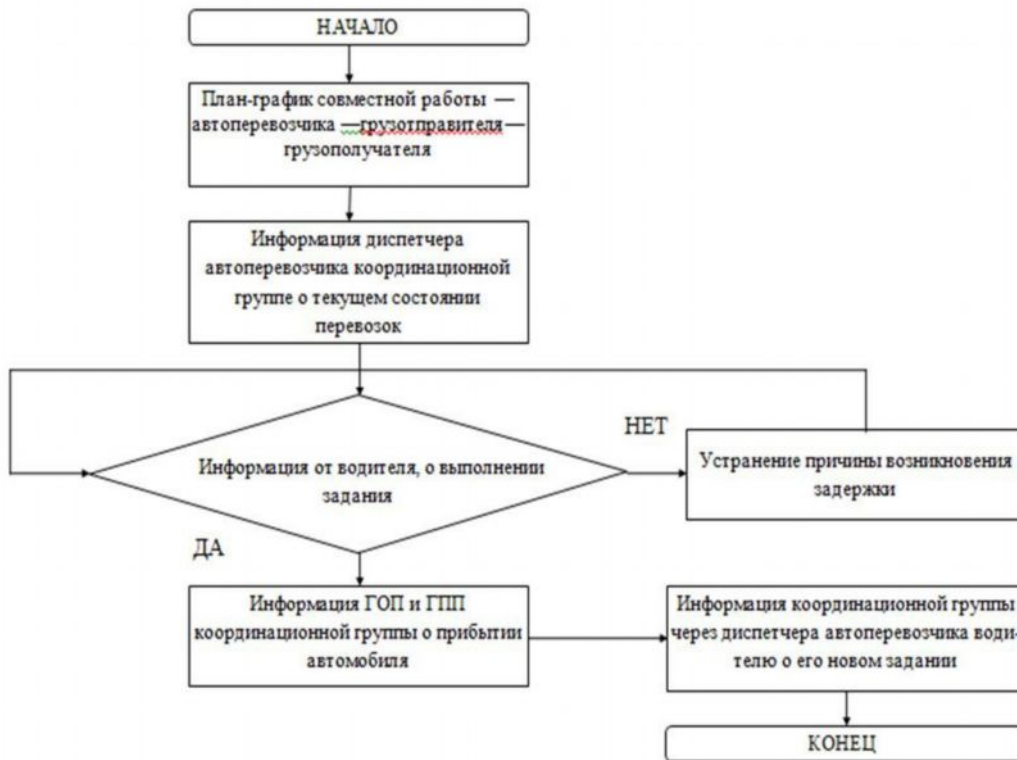 НАЧАЛО
План-график совместной работы —
автоперевозчика —грузотправителя—
грузополучателя
Информация диспетчера
автоперевозчика координационной
группе о текущем состоянии
перевозок
НЕТ
Информация от водителя, о выполнении
задания
Устранение причины возникновения
задержки
ДА
Информация ГОП и ГПП
координационной группы о прибытии
автомобиля
Информация координационной группы
через диспетчера автоперевозчика води-
телю о его новом задании
КОНЕЦ